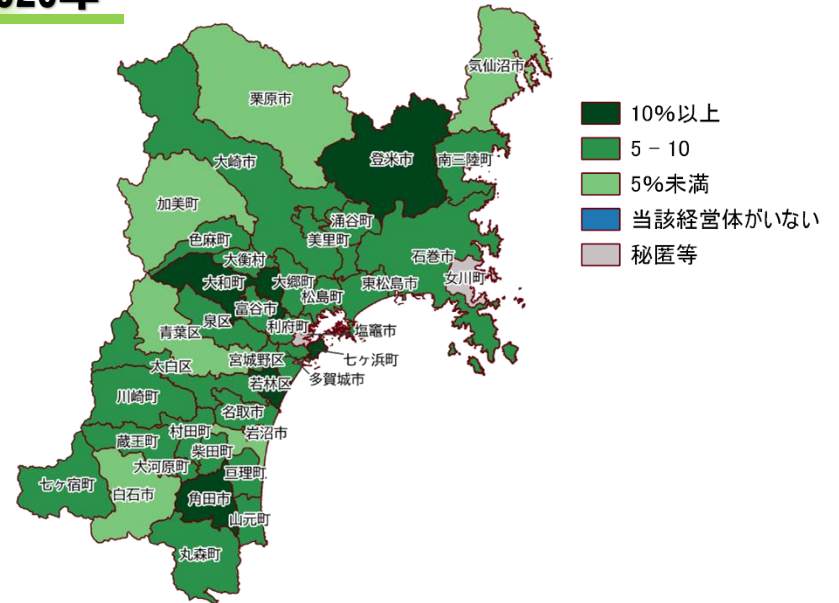 気仙沼市
栗原市
登米市
南三陸町
大崎市
加美町
涌谷町
色麻町
美里町
石巻市
大衡村
女川町
大和町
大郷町
東松島市
松島町
富谷市
泉区
利府町
塩竈市
青葉区
宮城野区
七ヶ浜町
太白区
多賀城市
若林区
川崎町
名取市
村田町
岩沼市
蔵王町
柴田町
大河原町
亘理町
七ヶ宿町
白石市
角田市
山元町
丸森町
10%以上
5 - 10
5%未満
当該経営体がいない
秘匿等